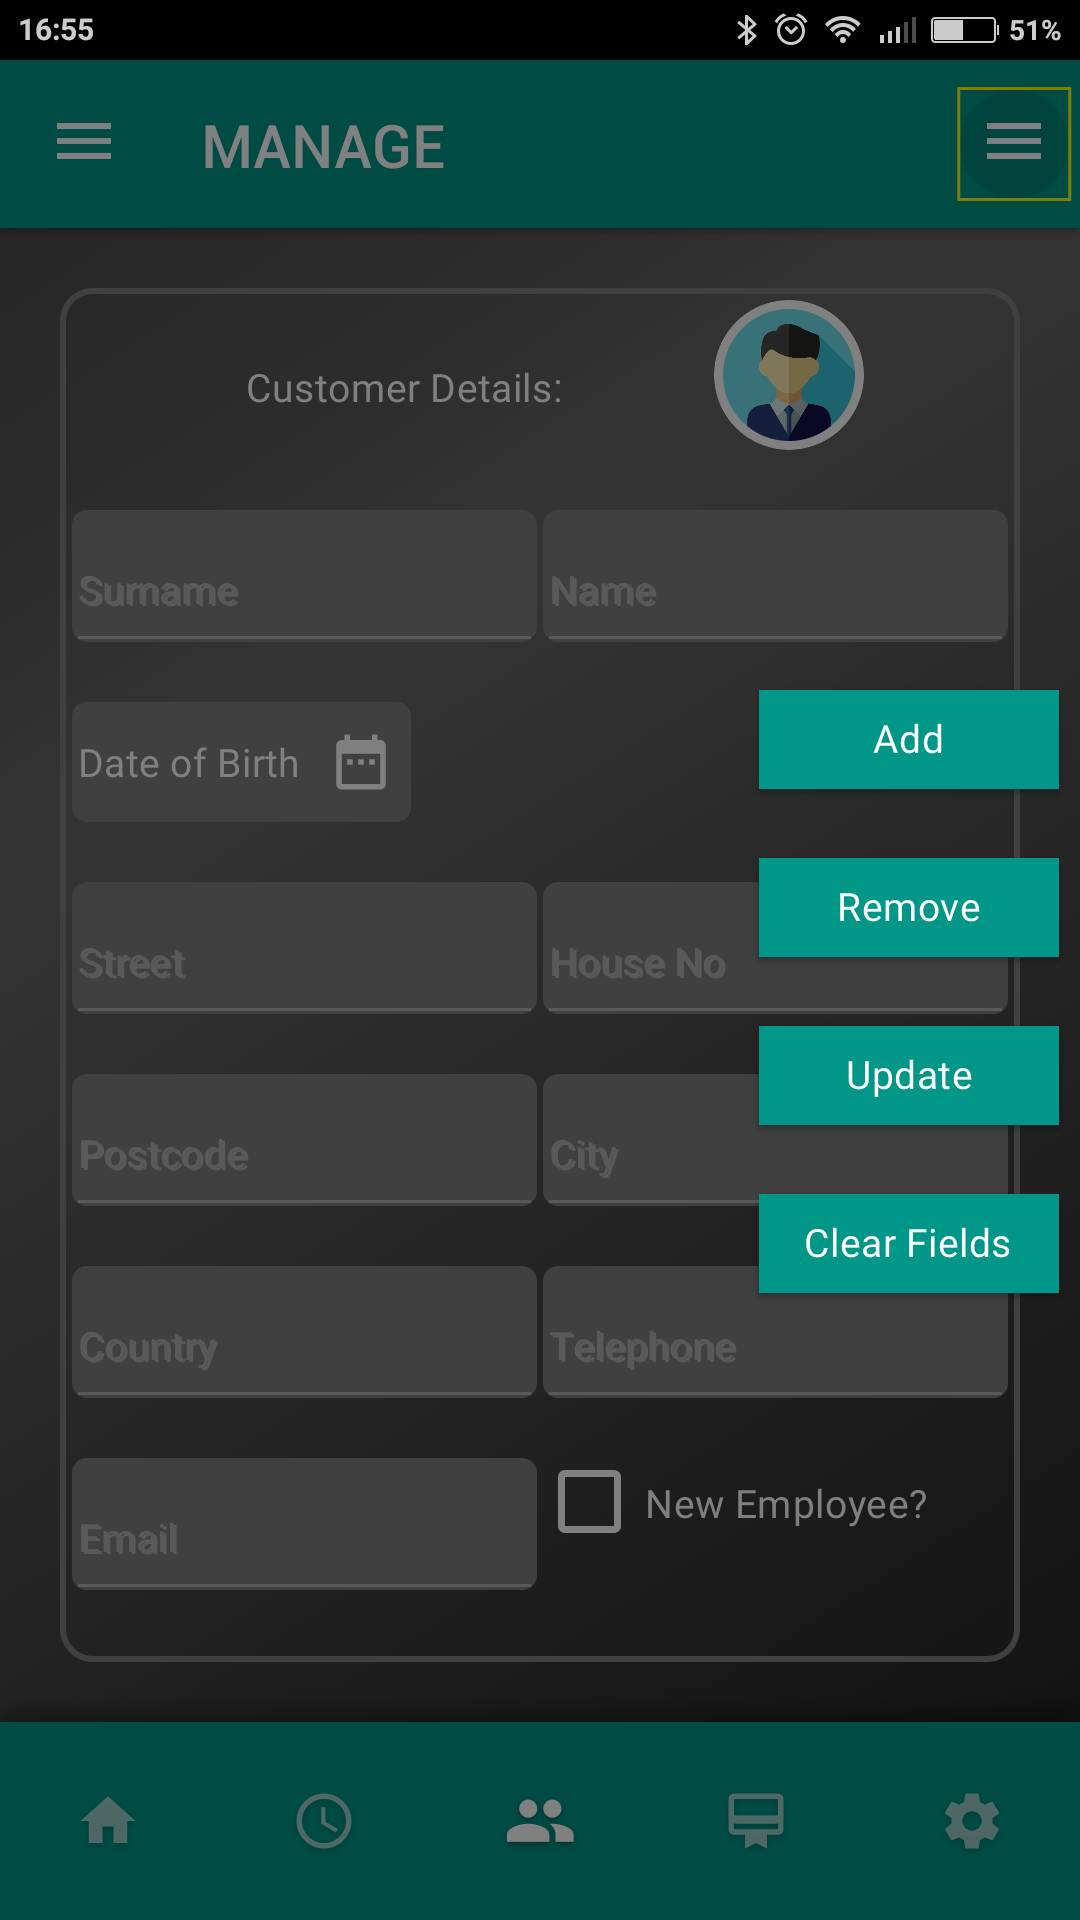 16:55 51%
MANAGE
Customer Details:
Surname Name
Date of Birth
Add
Remove
Street House No
Update
Postcode City
Clear Fields
Country Telephone
Email New Employee?